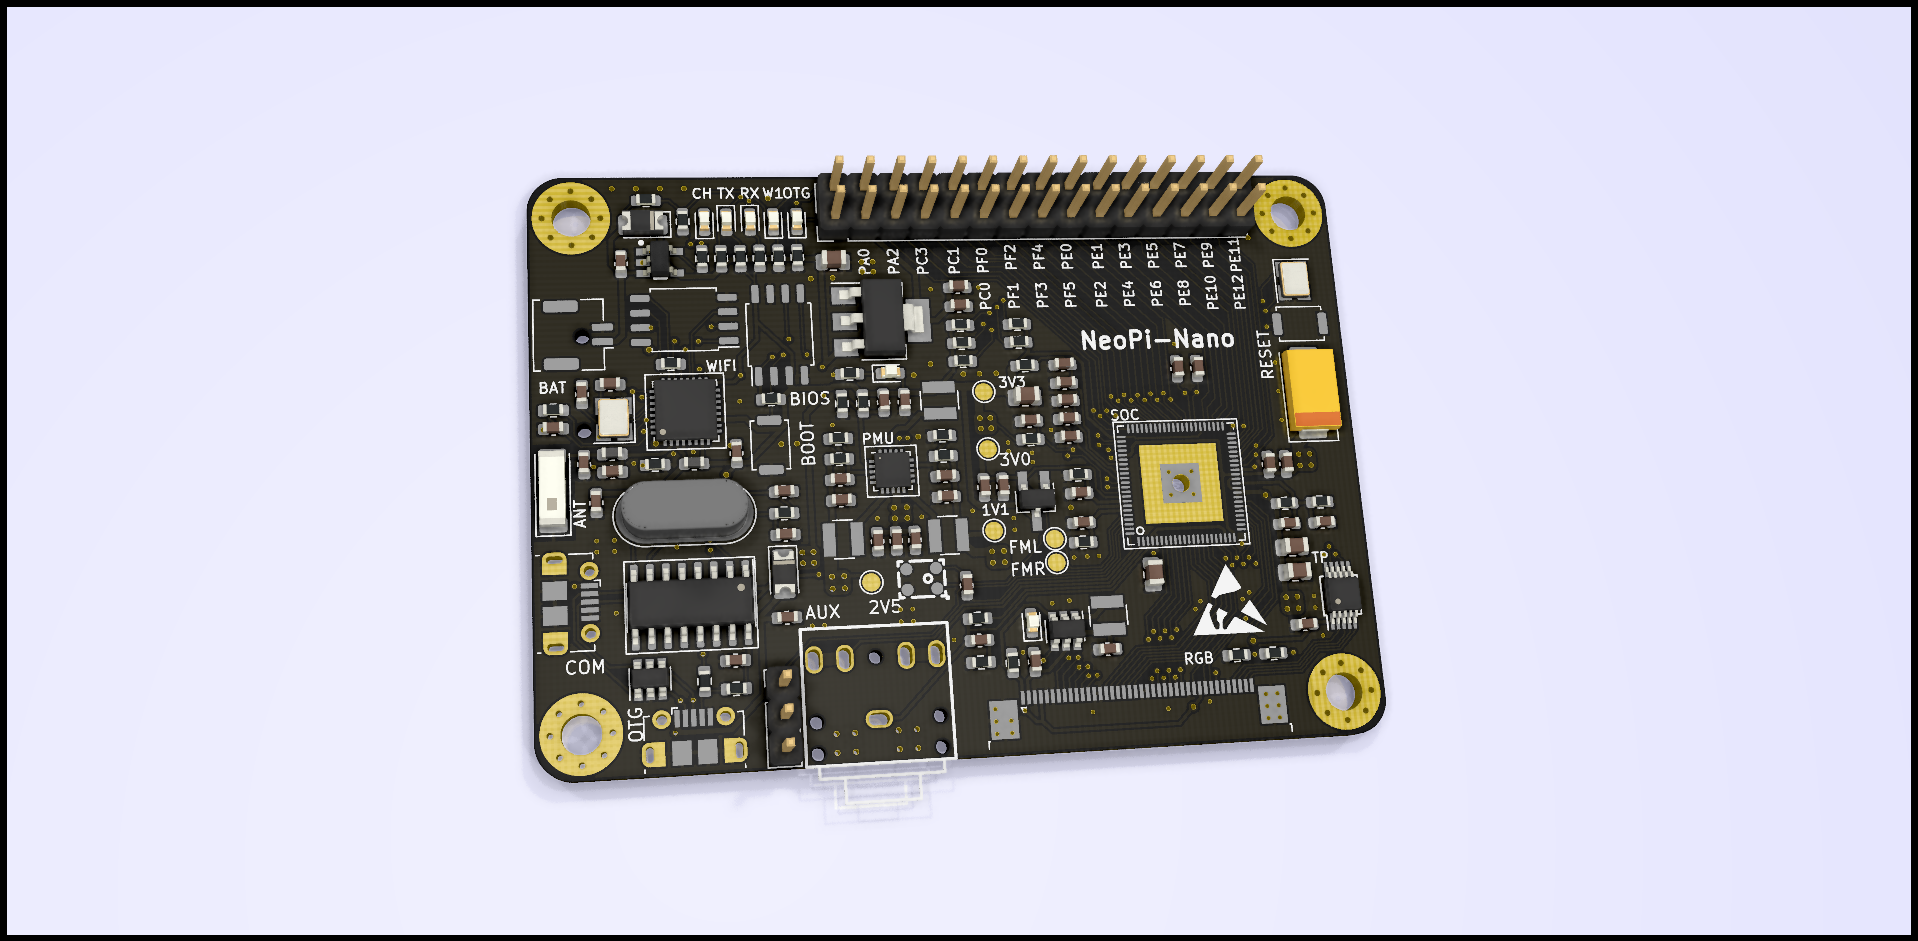 CH TX RX W1OTG
PA0 PA2 PC3 PC1 PF0 PF2 PF4 PE0 PE1 PE3 PE5 PE7 PE9 PE11
PC0 PF1 PF3 PF5 PE2 PE4 PE6 PE8 PE10 PE12
NeoPi-Nano
RESET
WIFI
BAT
3V3
BIOS
SOC
BOOT
PMU
3V0
ANT
1V1
FML
FMR
TP
2V5
AUX
COM
RGB
OTG